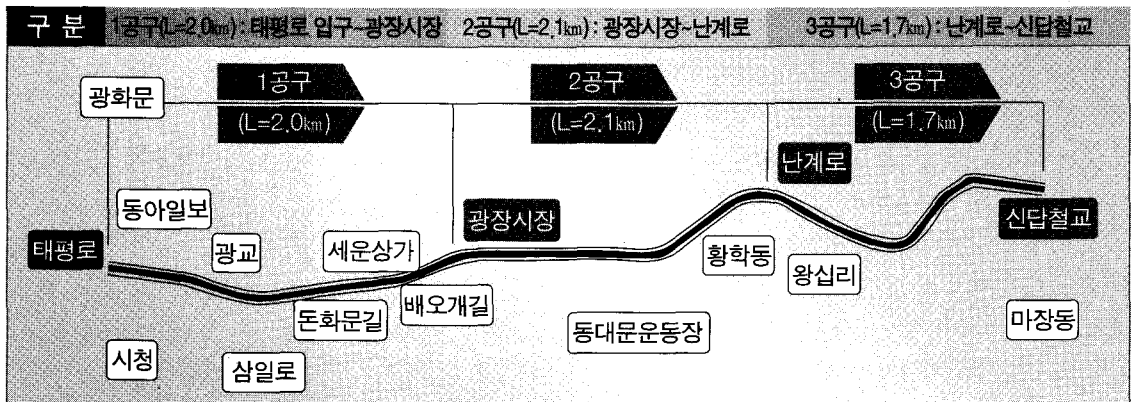 구 분 1공구(L=2.0㎞) : 태평로 입구~광장시장 2공구(L=2.1㎞) : 광장시장~난계로 3공구(L=1.7㎞) : 난계로~신답철교
1공구
(L=2.0㎞)
2공구
(L=2.1㎞)
3공구
(L=1.7㎞)
광화문
난계로
동아일보
광장시장
신답철교
태평로
광교
세운상가
황학동
왕십리
돈화문길
배오개길
동대문운동장
마장동
시청
삼일로